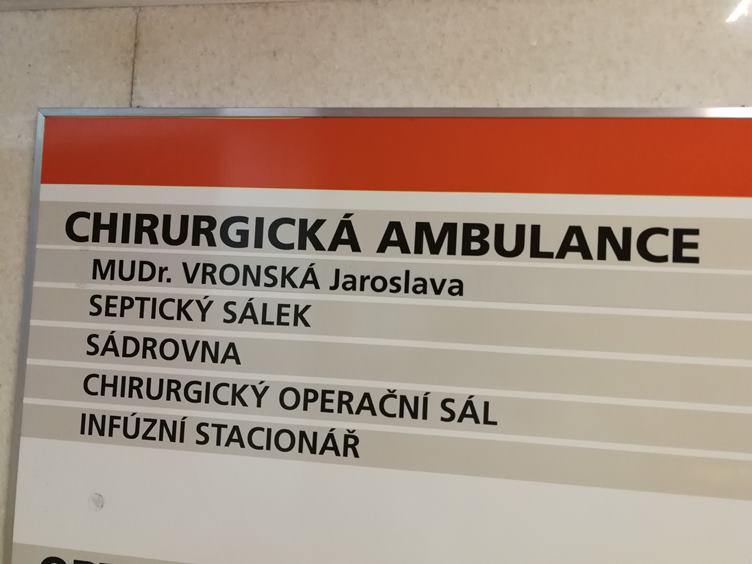 CHIRURGICKÁ AMBULANCE
MUDr. VRONSKÁ Jaroslava
SEPTICKÝ SÁLEK
SÁDROVNA
CHIRURGICKÝ OPERAČNÍ SÁL
INFÚZNÍ STACIONÁŘ